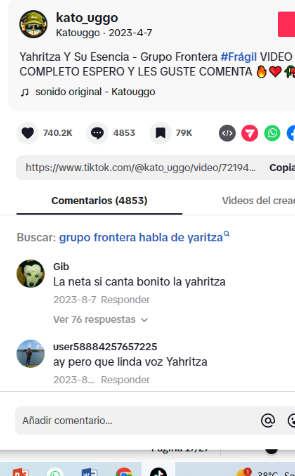 kato_uggo
Katouggo · 2023-4-7
Yahritza Y Su Esencia - Grupo Frontera #Frágil VIDEO
COMPLETO ESPERO Y LES GUSTE COMENTA 🔥❤️
♫ sonido original - Katouggo
740.2K 4853 79K
https://www.tiktok.com/@kato_uggo/video/72194... Copia
Comentarios (4853) Videos del crea
Buscar: grupo frontera habla de yaritza
Gib
La neta si canta bonito la yahritza
2023-8-7 Responder
Ver 76 respuestas
user58884257657225
ay pero que linda voz Yahritza
2023-8... Responder
Añadir comentario...
Página 17/27
38°C